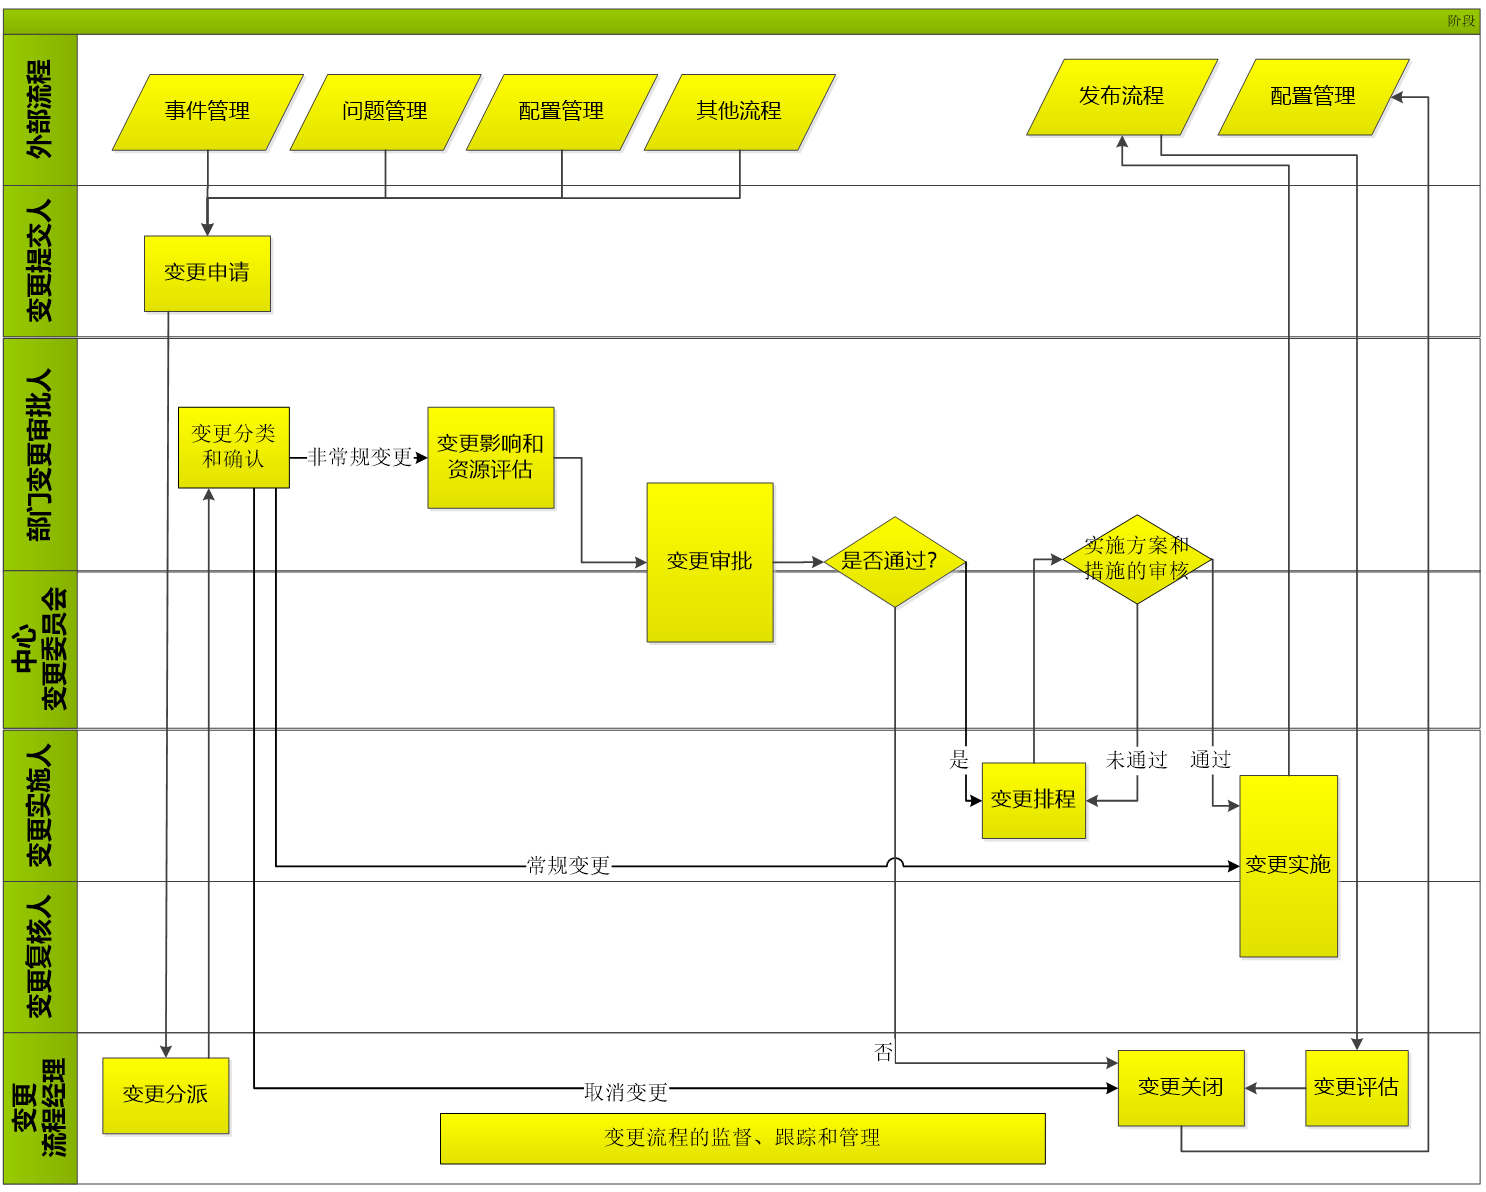 阶段
外部流程
事件管理
问题管理
配置管理
其他流程
发布流程
配置管理
变更提交人
变更申请
部门变更审批人
变更分类
和确认
非常规变更
变更影响和
资源评估
变更审批
是否通过?
实施方案和
措施的审核
中心
变更委员会
变更实施人
是
变更排程
未通过
通过
常规变更
变更实施
变更复核人
变更
流程经理
变更分派
否
取消变更
变更关闭
变更评估
变更流程的监督、跟踪和管理